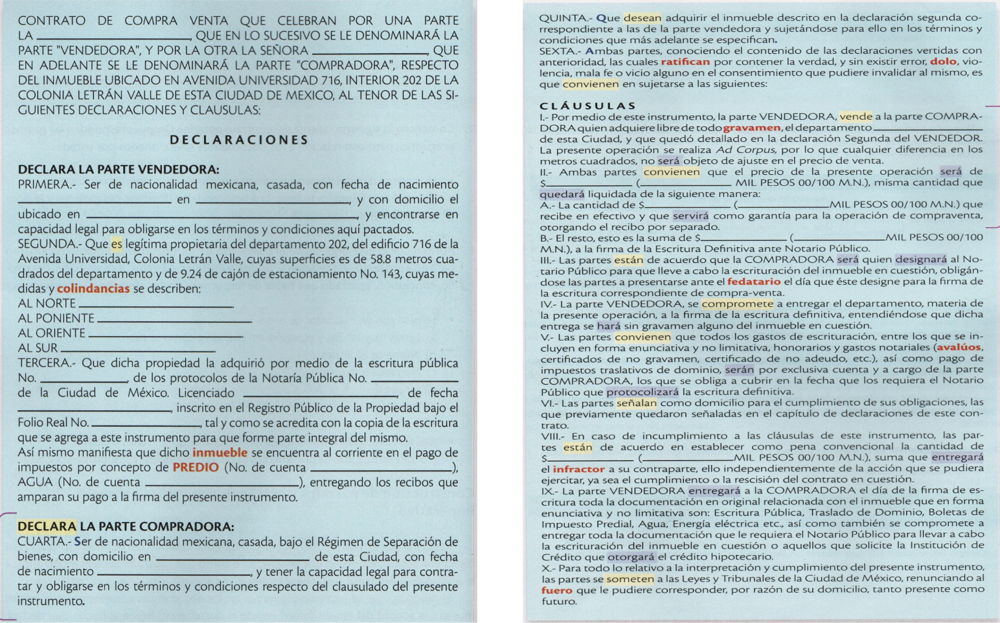 CONTRATO DE COMPRA VENTA QUE CELEBRAN POR UNA PARTE
LA ____________________, QUE EN LO SUCESIVO SE LE DENOMINARÁ LA
PARTE "VENDEDORA", Y POR LA OTRA LA SEÑORA ____________________, QUE
EN ADELANTE SE LE DENOMINARÁ LA PARTE "COMPRADORA", RESPECTO
DEL INMUEBLE UBICADO EN AVENIDA UNIVERSIDAD 716, INTERIOR 202 DE LA
COLONIA LETRÁN VALLE DE ESTA CIUDAD DE MEXICO, AL TENOR DE LAS SI-
GUIENTES DECLARACIONES Y CLAUSULAS:
DECLARACIONES
DECLARA LA PARTE VENDEDORA:
PRIMERA.- Ser de nacionalidad mexicana, casada, con fecha de nacimiento
____________________ en ____________________, y con domicilio el
ubicado en ____________________, y encontrarse en
capacidad legal para obligarse en los términos y condiciones aquí pactados.
SEGUNDA.- Que es legítima propietaria del departamento 202, del edificio 716 de la
Avenida Universidad, Colonia Letrán Valle, cuyas superficies es de 58.8 metros cua-
drados del departamento y de 9.24 de cajón de estacionamiento No. 143, cuyas me-
didas y colindancias se describen:
AL NORTE ____________________.
AL PONIENTE ____________________.
AL ORIENTE ____________________.
AL SUR ____________________.
TERCERA.- Que dicha propiedad la adquirió por medio de la escritura pública
No. ____________, de los protocolos de la Notaría Pública No. ____________
de la Ciudad de México. Licenciado ____________________, de fecha
____________________, inscrito en el Registro Público de la Propiedad bajo el
Folio Real No. ______________, tal y como se acredita con la copia de la escritura
que se agrega a este instrumento para que forme parte integral del mismo.
Así mismo manifiesta que dicho inmueble se encuentra al corriente en el pago de
impuestos por concepto de PREDIO (No. de cuenta ____________________),
AGUA (No. de cuenta ____________________), entregando los recibos que
amparan su pago a la firma del presente instrumento.
DECLARA LA PARTE COMPRADORA:
CUARTA.- Ser de nacionalidad mexicana, casada, bajo el Régimen de Separación de
bienes, con domicilio en ____________________ de esta Ciudad, con fecha
de nacimiento ____________________, y tener la capacidad legal para contra-
tar y obligarse en los términos y condiciones respecto del clausulado del presente
instrumento.
QUINTA.- Que desean adquirir el inmueble descrito en la declaración segunda co-
rrespondiente a las de la parte vendedora y sujetándose para ello en los términos y
condiciones que más adelante se especifican.
SEXTA.- Ambas partes, conociendo el contenido de las declaraciones vertidas con
anterioridad, las cuales ratifican por contener la verdad, y sin existir error, dolo, vio-
lencia, mala fe o vicio alguno en el consentimiento que pudiere invalidar al mismo, es
que convienen en sujetarse a las siguientes:
CLÁUSULAS
I.- Por medio de este instrumento, la parte VENDEDORA, vende a la parte COMPRA-
DORA quien adquiere libre de todo gravamen, el departamento ____________
de esta Ciudad, y que quedó detallado en la declaración Segunda del VENDEDOR.
La presente operación se realiza Ad Corpus, por lo que cualquier diferencia en los
metros cuadrados, no será objeto de ajuste en el precio de venta.
II.- Ambas partes convienen que el precio de la presente operación será de
$____________ (____________ MIL PESOS 00/100 M.N.), misma cantidad que
quedará liquidada de la siguiente manera:
A.- La cantidad de $____________ (____________MIL PESOS 00/100 M.N.) que
recibe en efectivo y que servirá como garantía para la operación de compraventa,
otorgando el recibo por separado.
B.- El resto, esto es la suma de $____________ (____________MIL PESOS 00/100
M.N.), a la firma de la Escritura Definitiva ante Notario Público.
III.- Las partes están de acuerdo que la COMPRADORA será quien designará al No-
tario Público para que lleve a cabo la escrituración del inmueble en cuestión, obligán-
dose las partes a presentarse ante el fedatario el día que éste designe para la firma de
la escritura correspondiente de compra-venta.
IV.- La parte VENDEDORA, se compromete a entregar el departamento, materia de
la presente operación, a la firma de la escritura definitiva, entendiéndose que dicha
entrega se hará sin gravamen alguno del inmueble en cuestión.
V.- Las partes convienen que todos los gastos de escrituración, entre los que se in-
cluyen en forma enunciativa y no limitativa, honorarios y gastos notariales (avalúos,
certificados de no gravamen, certificado de no adeudo, etc.), así como pago de
impuestos traslativos de dominio, serán por exclusiva cuenta y a cargo de la parte
COMPRADORA, los que se obliga a cubrir en la fecha que los requiera el Notario
Público que protocolizará la escritura definitiva.
VI.- Las partes señalan como domicilio para el cumplimiento de sus obligaciones, las
que previamente quedaron señaladas en el capítulo de declaraciones de este con-
trato.
VIII.- En caso de incumplimiento a las cláusulas de este instrumento, las par-
tes están de acuerdo en establecer como pena convencional la cantidad de
$____________ (____________MIL PESOS 00/100 M.N.), suma que entregará
el infractor a su contraparte, ello independientemente de la acción que se pudiera
ejercitar, ya sea el cumplimiento o la rescisión del contrato en cuestión.
IX.- La parte VENDEDORA entregará a la COMPRADORA el día de la firma de es-
critura toda la documentación en original relacionada con el inmueble que en forma
enunciativa y no limitativa son: Escritura Pública, Traslado de Dominio, Boletas de
Impuesto Predial, Agua, Energía eléctrica etc., así como también se compromete a
entregar toda la documentación que le requiera el Notario Público para llevar a cabo
la escrituración del inmueble en cuestión o aquellos que solicite la Institución de
Crédito que otorgará el crédito hipotecario.
X.- Para todo lo relativo a la interpretación y cumplimiento del presente instrumento,
las partes se someten a las Leyes y Tribunales de la Ciudad de México, renunciando al
fuero que le pudiere corresponder, por razón de su domicilio, tanto presente como
futuro.